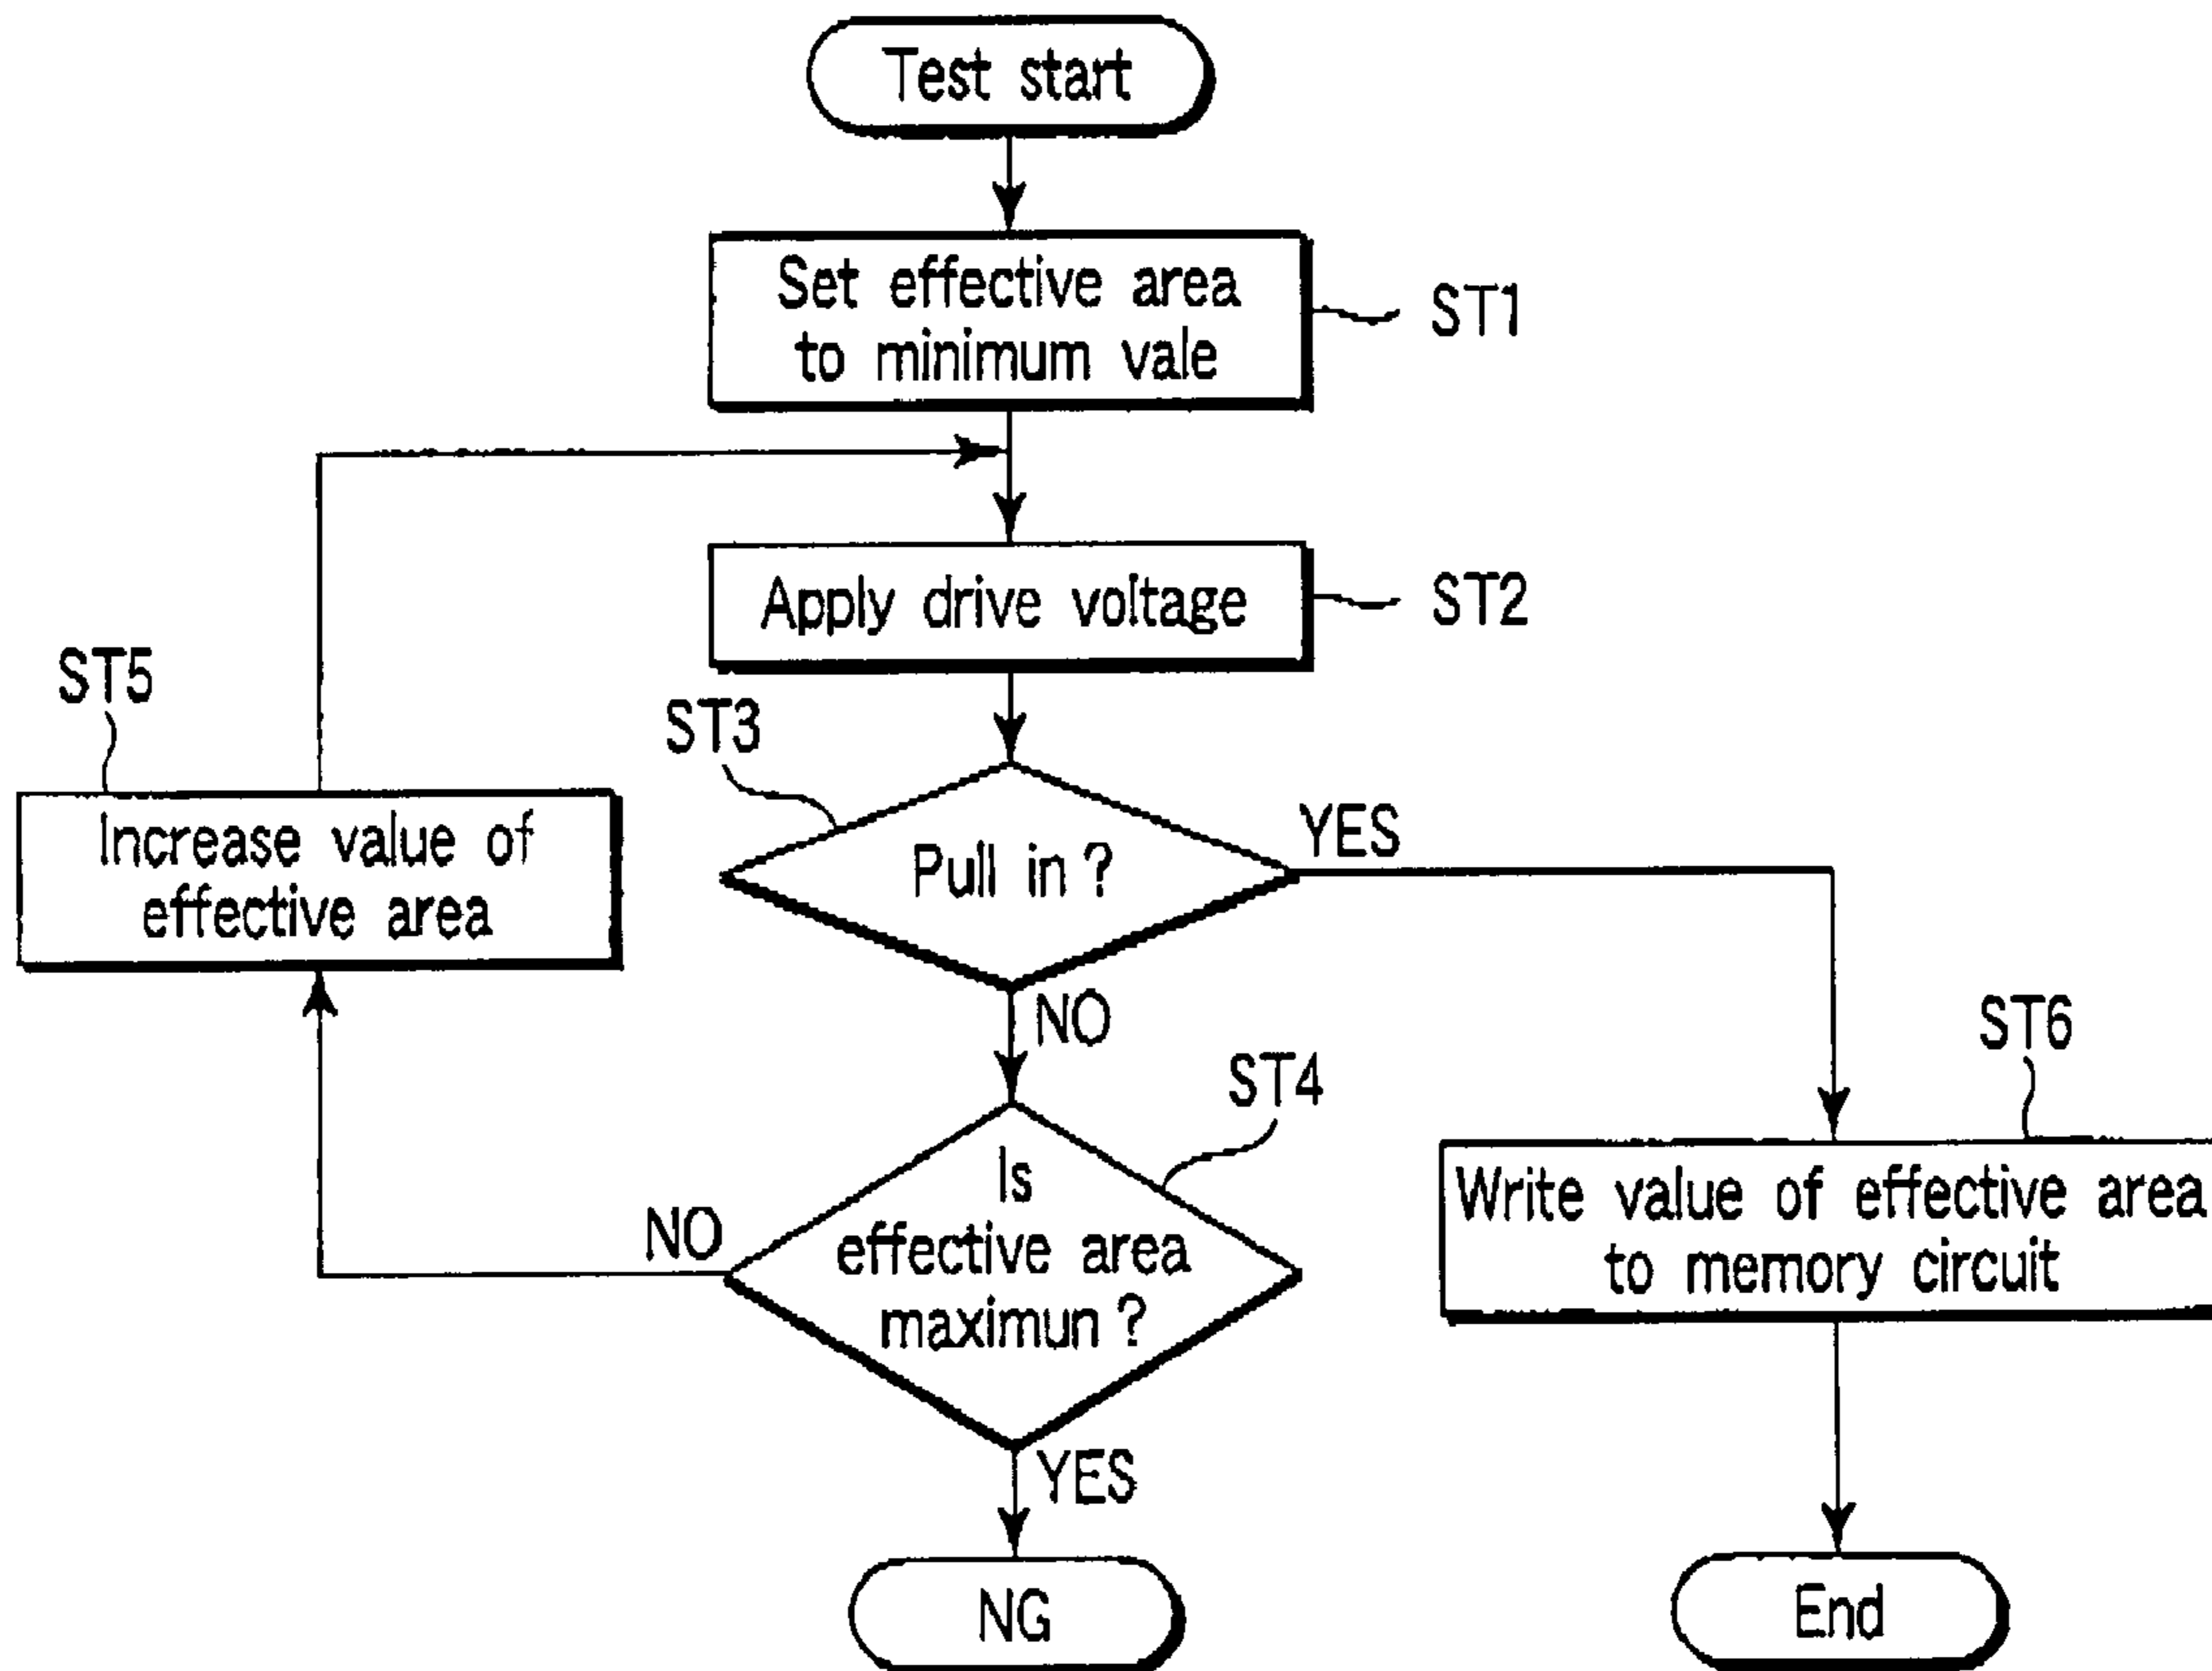 Test start
Set effective area
to minimum vale
ST1
Apply drive voltage
ST2
ST5
ST3
Increase value of
effective area
Pull in ?
YES
NO
ST6
ST4
Is
effective area
maximun ?
NO
Write value of effective area
to memory circuit
YES
NG
End